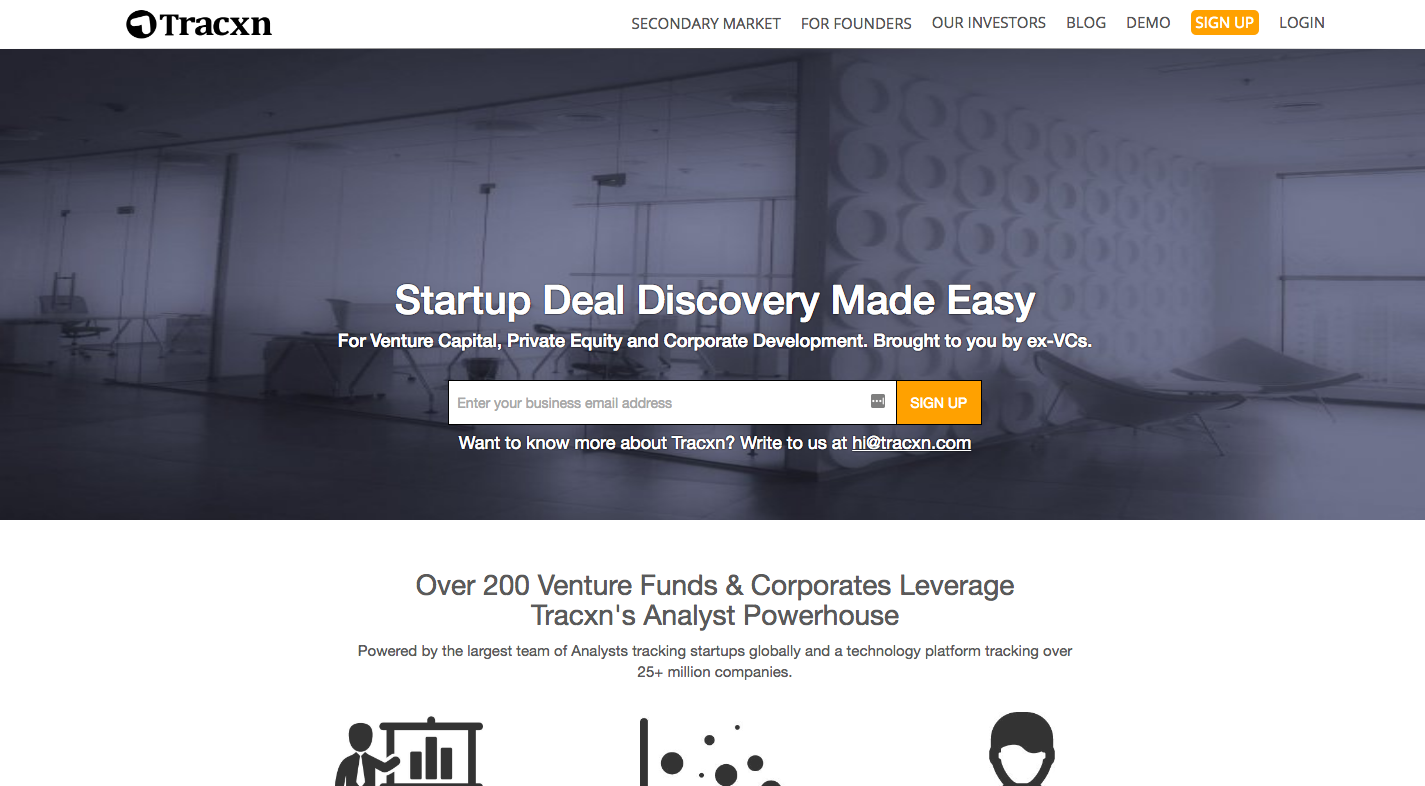 Tracxn
SECONDARY MARKET FOR FOUNDERS OUR INVESTORS BLOG DEMO SIGN UP LOGIN
Startup Deal Discovery Made Easy
For Venture Capital, Private Equity and Corporate Development. Brought to you by ex-VCs.
Enter your business email address
SIGN UP
Want to know more about Tracxn? Write to us at hi@tracxn.com
Over 200 Venture Funds & Corporates Leverage
Tracxn's Analyst Powerhouse
Powered by the largest team of Analysts tracking startups globally and a technology platform tracking over
25+ million companies.